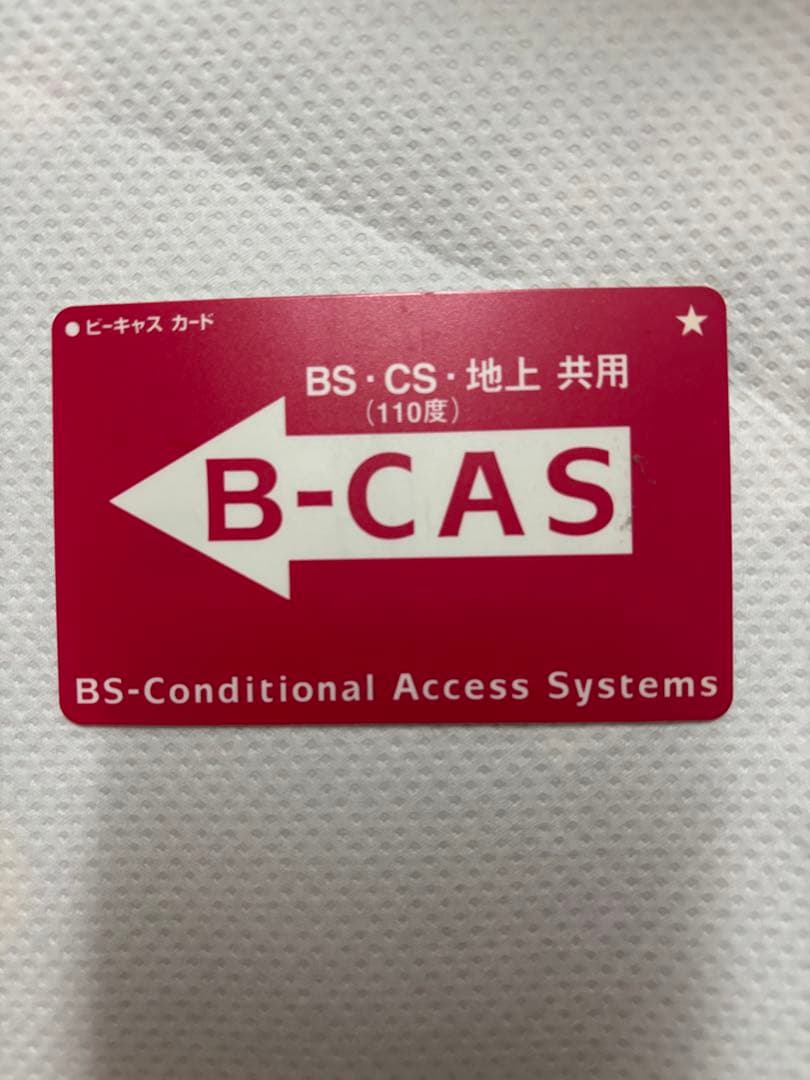 ●ビーキャス カード
★
BS・CS・地上 共用
(110度)
B-CAS
BS-Conditional Access Systems